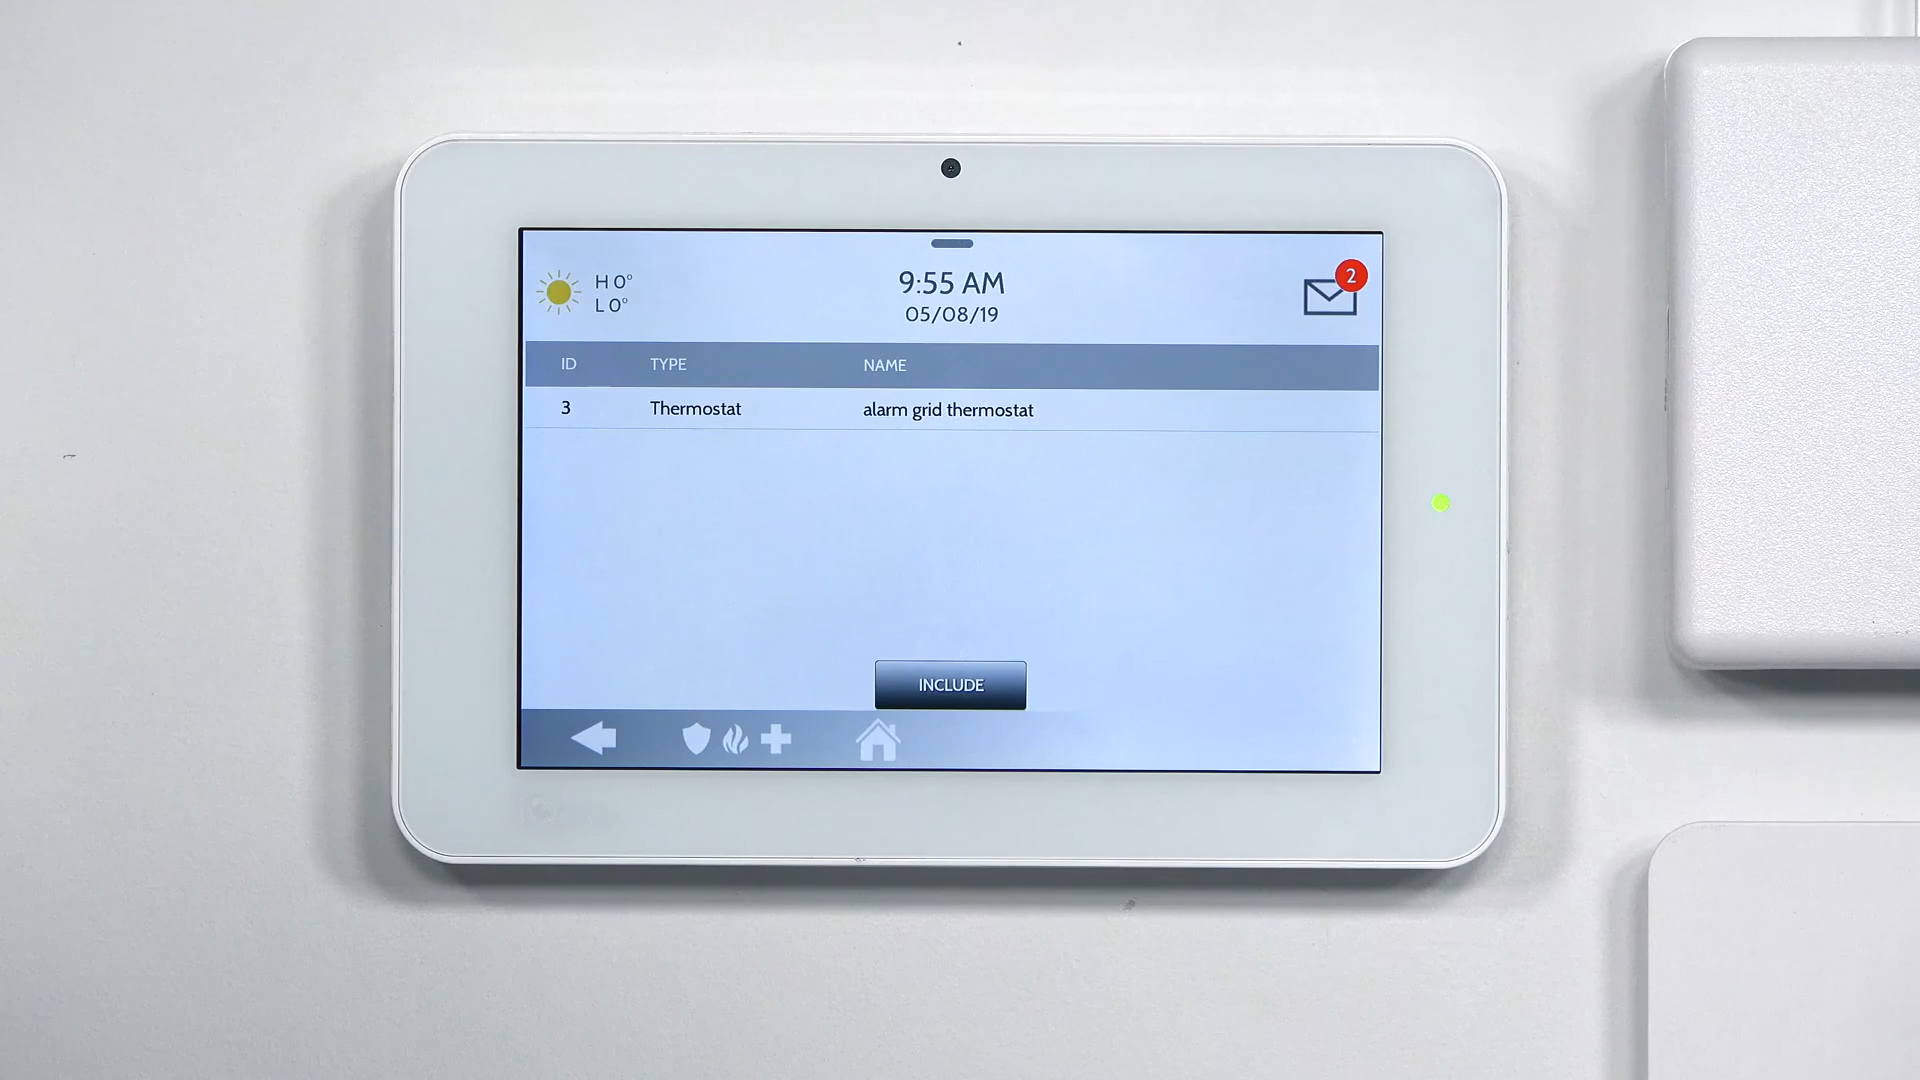 H 0°
L 0°
9:55 AM
05/08/19
2
ID TYPE NAME
3 Thermostat alarm grid thermostat
INCLUDE